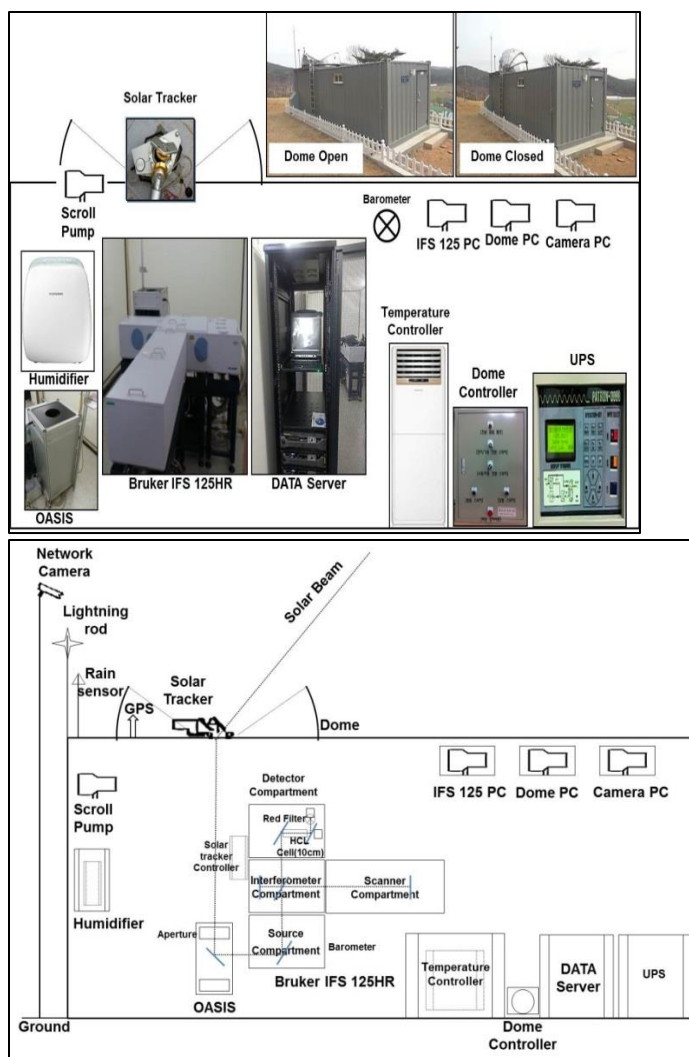 Solar Tracker
Dome Open
Dome Closed
Scroll
Pump
Barometer
IFS 125 PC
Dome PC
Camera PC
Humidifier
Temperature
Controller
Dome
Controller
UPS
OASIS
Bruker IFS 125HR
DATA Server
Network
Camera
Lightning
rod
Solar Beam
Rain
sensor
GPS
Solar
Tracker
Dome
Scroll
Pump
Detector
Compartment
Red Filter
HCL
Cell(10cm)
Solar
tracker
Controller
IFS 125 PC
Dome PC
Camera PC
Interferometer
Compartment
Scanner
Compartment
Humidifier
Aperture
Source
Compartment
Barometer
Bruker IFS 125HR
OASIS
Temperature
Controller
DATA
Server
UPS
Ground
Dome
Controller